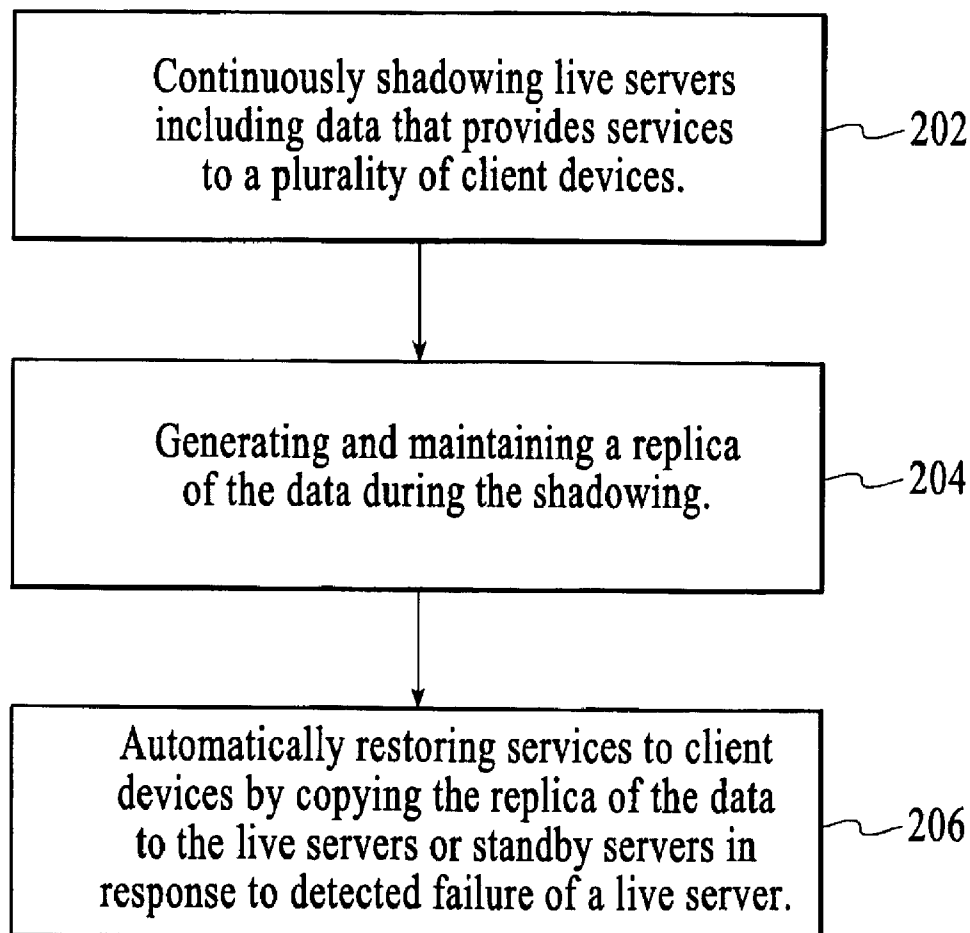 Continuously shadowing live servers
including data that provides services
to a plurality of client devices.
202
Generating and maintaining a replica
of the data during the shadowing.
204
Automatically restoring services to client
devices by copying the replica of the data
to the live servers or standby servers in
response to detected failure of a live server.
206